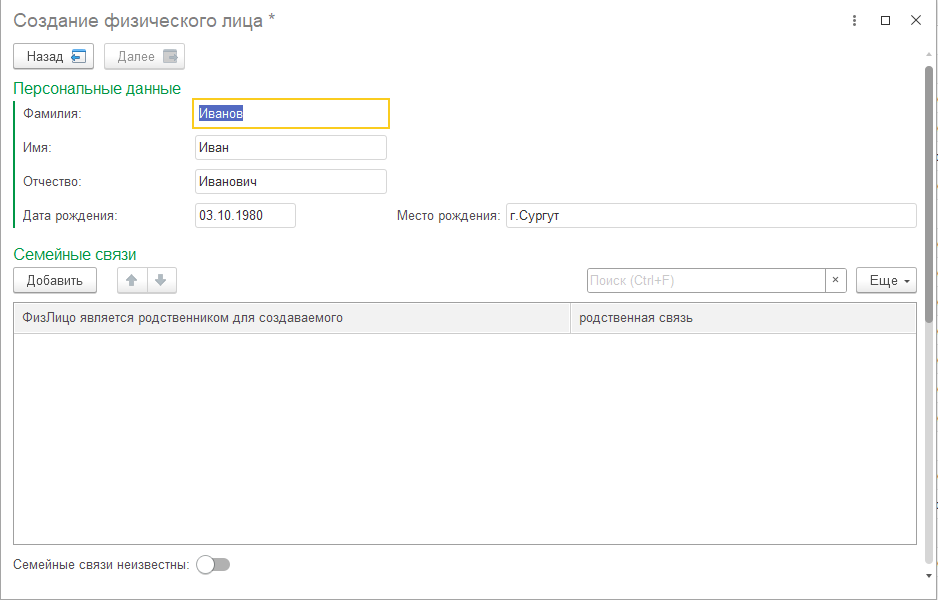 Создание физического лица *
Назад Далее
Персональные данные
Фамилия: Иванов
Имя: Иван
Отчество: Иванович
Дата рождения: 03.10.1980 Место рождения: г.Сургут
Семейные связи
Добавить Поиск (Ctrl+F) × Еще
ФизЛицо является родственником для создаваемого родственная связь
Семейные связи неизвестны: